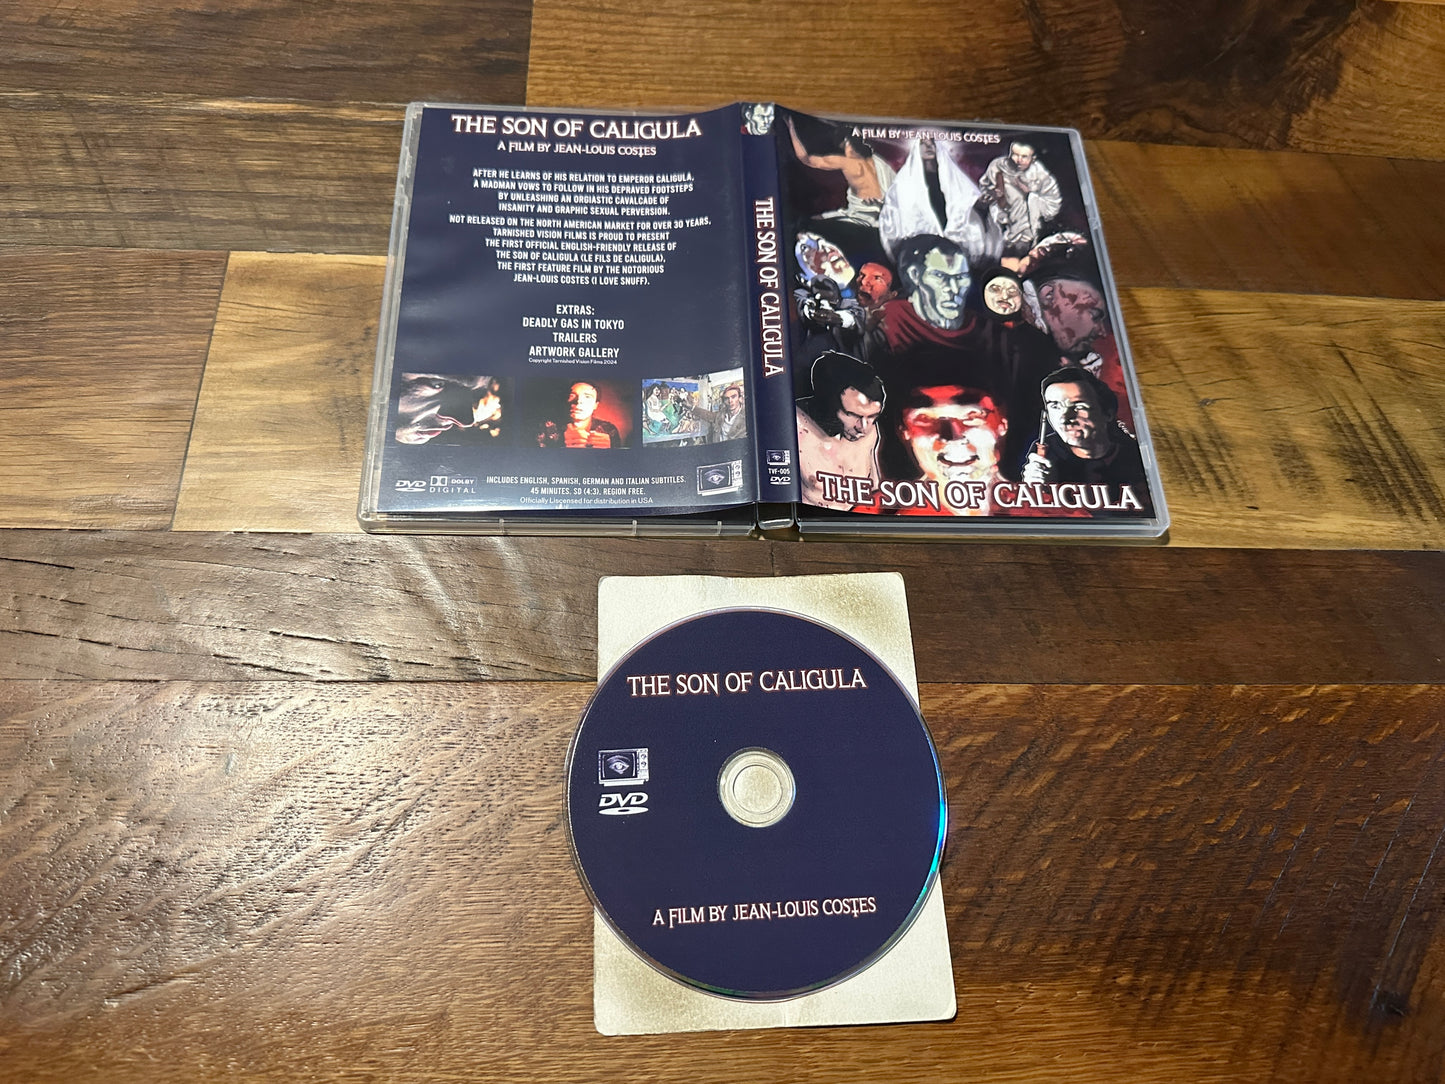 THE SON OF CALIGULA
A FILM BY JEAN-LOUIS COSTES
AFTER HE LEARNS OF HIS RELATION TO EMPEROR CALIGULA,
A MADMAN VOWS TO FOLLOW IN HIS DEPRAVED FOOTSTEPS
BY UNLEASHING AN ORGIASTIC CAVALCADE OF
INSANITY AND GRAPHIC SEXUAL PERVERSION.
NOT RELEASED ON THE NORTH AMERICAN MARKET FOR OVER 30 YEARS,
TARNISHED VISION FILMS IS PROUD TO PRESENT
THE FIRST OFFICIAL ENGLISH-FRIENDLY RELEASE OF
THE SON OF CALIGULA (LE FILS DE CALIGULA),
THE FIRST FEATURE FILM BY THE NOTORIOUS
JEAN-LOUIS COSTES (I LOVE SNUFF).
EXTRAS:
DEADLY GAS IN TOKYO
TRAILERS
ARTWORK GALLERY
Copyright Tarnished Vision Films 2024
DVD
DOLBY
DIGITAL
INCLUDES ENGLISH, SPANISH, GERMAN AND ITALIAN SUBTITLES.
45 MINUTES. SD (4:3). REGION FREE.
Officially Liscensed for distribution in USA
THE SON OF CALIGULA
TVF-005
DVD
A FILM BY JEAN-LOUIS COSTES
THE SON OF CALIGULA
THE SON OF CALIGULA
DVD
A FILM BY JEAN-LOUIS COSTES